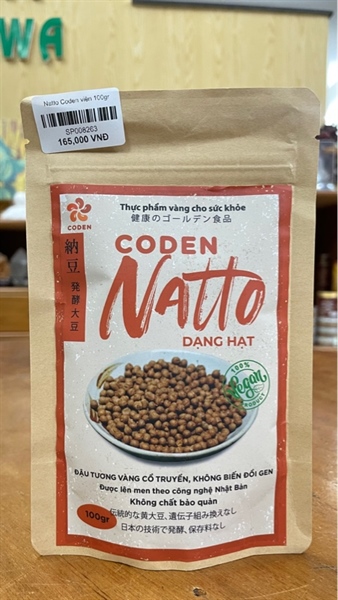 WA
Natto Coden viên 100gr
SP008263
165,000 VNĐ
CODEN
Thực phẩm vàng cho sức khỏe
健康のゴールデン食品
納豆 発酵大豆
CODEN
Natto
DẠNG HẠT
100%
Vegan
PRODUCT
ĐẬU TƯƠNG VÀNG CỔ TRUYỀN, KHÔNG BIẾN ĐỔI GEN
Được lên men theo công nghệ Nhật Bản
Không chất bảo quản
100gr
伝統的な黄大豆、遺伝子組み換えなし
日本の技術で発酵、保存料なし